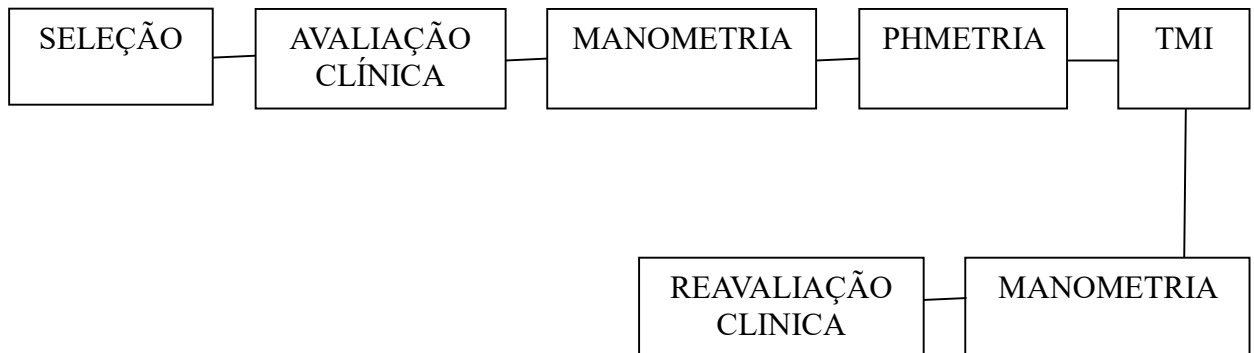 SELEÇÃO
AVALIAÇÃO
CLÍNICA
MANOMETRIA
PHMETRIA
TMI
REAVALIAÇÃO
CLINICA
MANOMETRIA